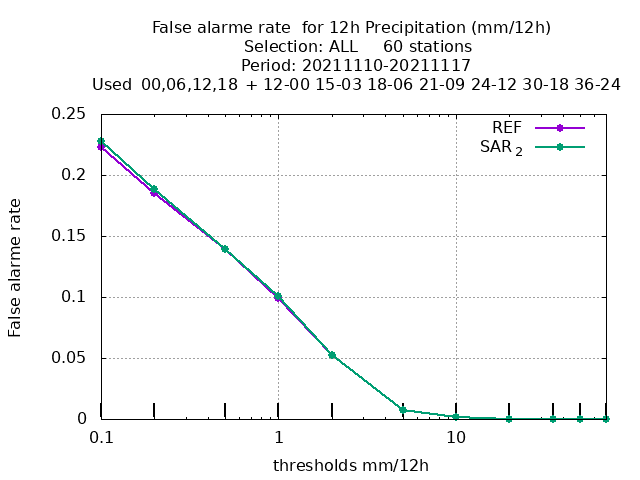 False alarme rate  for 12h Precipitation (mm/12h)
Selection: ALL     60 stations
Period: 20211110-20211117
Used  00,06,12,18  + 12-00 15-03 18-06 21-09 24-12 30-18 36-24
0.25
REF
SAR 2
0.2
0.15
0.1
0.05
0
False alarme rate
0.1
1
10
thresholds mm/12h